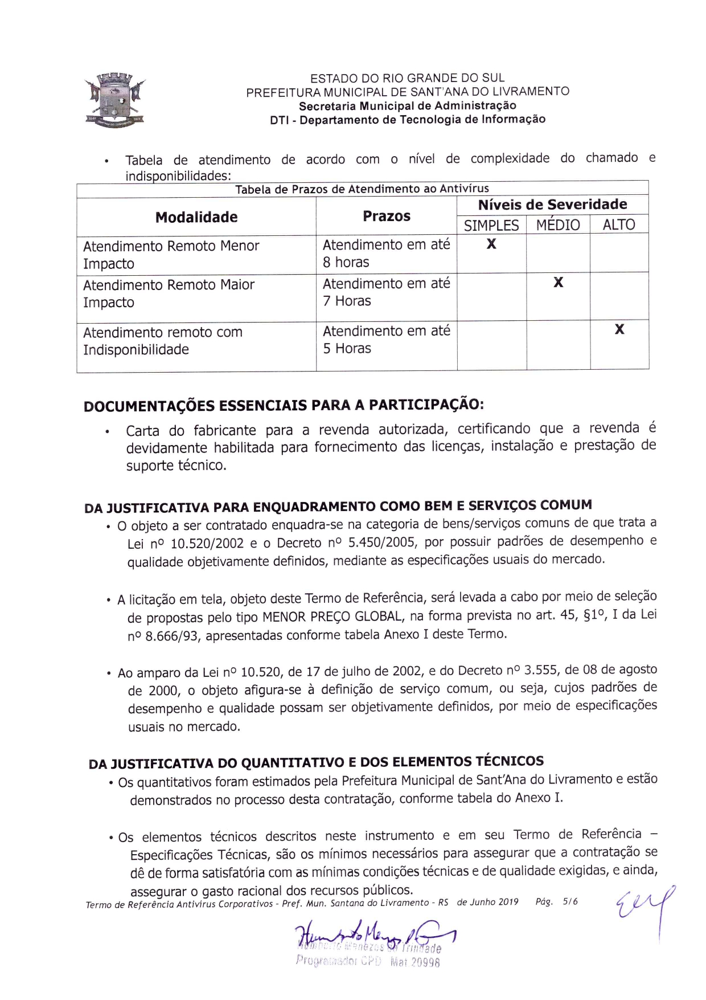 ESTADO DO RIO GRANDE DO SUL
PREFEITURA MUNICIPAL DE SANT'ANA DO LIVRAMENTO
Secretaria Municipal de Administração
DTI - Departamento de Tecnologia de Informação
• Tabela de atendimento de acordo com o nível de complexidade do chamado e
indisponibilidades:
Tabela de Prazos de Atendimento ao Antivírus
Modalidade Prazos Níveis de Severidade
SIMPLES MÉDIO ALTO
Atendimento Remoto Menor Atendimento em até X
Impacto 8 horas
Atendimento Remoto Maior Atendimento em até X
Impacto 7 Horas
Atendimento remoto com Atendimento em até X
Indisponibilidade 5 Horas
DOCUMENTAÇÕES ESSENCIAIS PARA A PARTICIPAÇÃO:
• Carta do fabricante para a revenda autorizada, certificando que a revenda é
devidamente habilitada para fornecimento das licenças, instalação e prestação de
suporte técnico.
DA JUSTIFICATIVA PARA ENQUADRAMENTO COMO BEM E SERVIÇOS COMUM
• O objeto a ser contratado enquadra-se na categoria de bens/serviços comuns de que trata a
Lei nº 10.520/2002 e o Decreto nº 5.450/2005, por possuir padrões de desempenho e
qualidade objetivamente definidos, mediante as especificações usuais do mercado.
• A licitação em tela, objeto deste Termo de Referência, será levada a cabo por meio de seleção
de propostas pelo tipo MENOR PREÇO GLOBAL, na forma prevista no art. 45, §1º, I da Lei
nº 8.666/93, apresentadas conforme tabela Anexo I deste Termo.
• Ao amparo da Lei nº 10.520, de 17 de julho de 2002, e do Decreto nº 3.555, de 08 de agosto
de 2000, o objeto afigura-se à definição de serviço comum, ou seja, cujos padrões de
desempenho e qualidade possam ser objetivamente definidos, por meio de especificações
usuais no mercado.
DA JUSTIFICATIVA DO QUANTITATIVO E DOS ELEMENTOS TÉCNICOS
• Os quantitativos foram estimados pela Prefeitura Municipal de Sant'Ana do Livramento e estão
demonstrados no processo desta contratação, conforme tabela do Anexo I.
• Os elementos técnicos descritos neste instrumento e em seu Termo de Referência –
Especificações Técnicas, são os mínimos necessários para assegurar que a contratação se
dê de forma satisfatória com as mínimas condições técnicas e de qualidade exigidas, e ainda,
assegurar o gasto racional dos recursos públicos.
Termo de Referência Antivírus Corporativos - Pref. Mun. Santana do Livramento - RS de Junho 2019 Pág. 5/6
Humberto Menezes da Trindade
Programador CPD Mat 20998